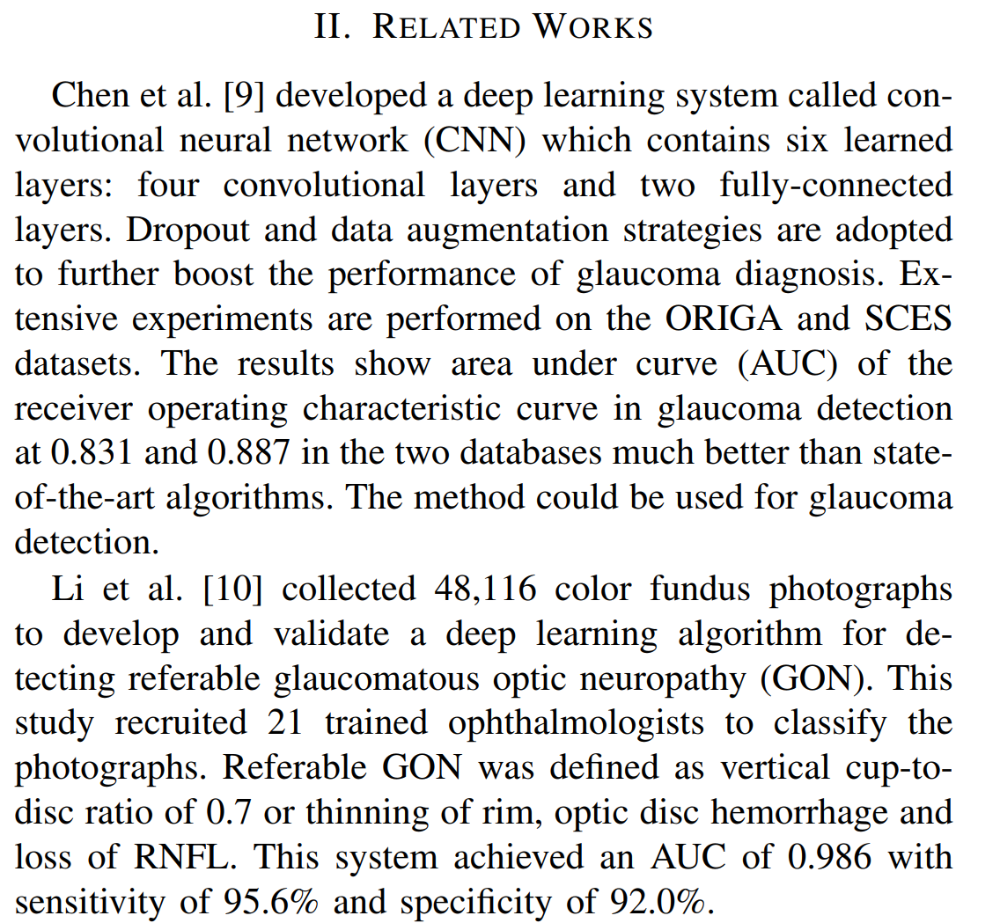 II. RELATED WORKS
Chen et al. [9] developed a deep learning system called con-
volutional neural network (CNN) which contains six learned
layers: four convolutional layers and two fully-connected
layers. Dropout and data augmentation strategies are adopted
to further boost the performance of glaucoma diagnosis. Ex-
tensive experiments are performed on the ORIGA and SCES
datasets. The results show area under curve (AUC) of the
receiver operating characteristic curve in glaucoma detection
at 0.831 and 0.887 in the two databases much better than state-
of-the-art algorithms. The method could be used for glaucoma
detection.
Li et al. [10] collected 48,116 color fundus photographs
to develop and validate a deep learning algorithm for de-
tecting referable glaucomatous optic neuropathy (GON). This
study recruited 21 trained ophthalmologists to classify the
photographs. Referable GON was defined as vertical cup-to-
disc ratio of 0.7 or thinning of rim, optic disc hemorrhage and
loss of RNFL. This system achieved an AUC of 0.986 with
sensitivity of 95.6% and specificity of 92.0%.